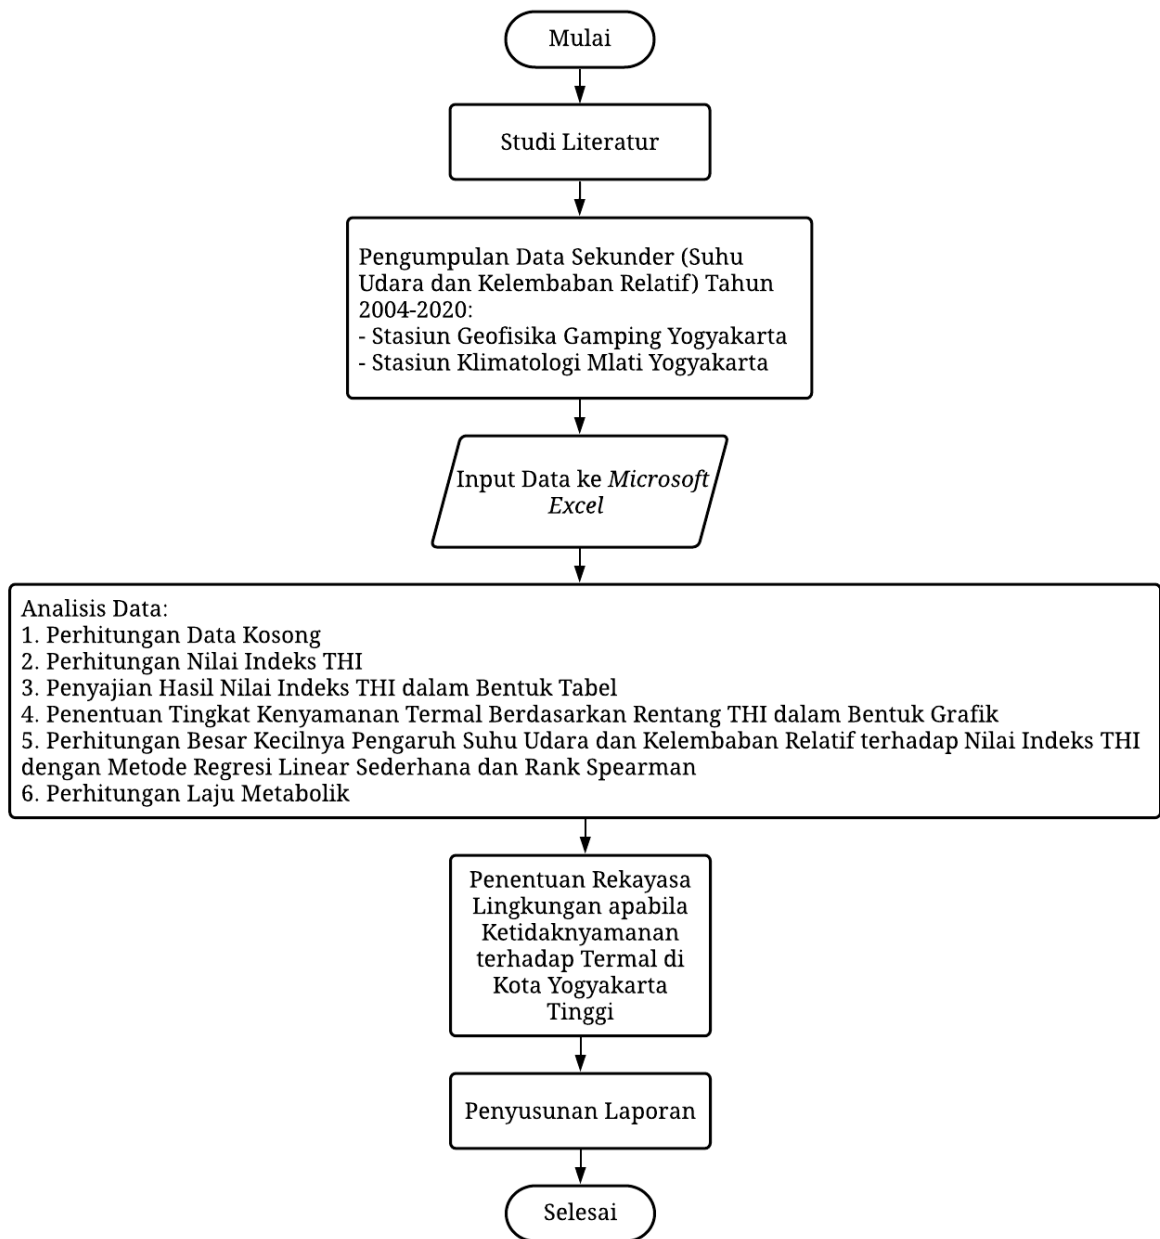 Mulai
Studi Literatur
Pengumpulan Data Sekunder (Suhu
Udara dan Kelembaban Relatif) Tahun
2004-2020:
- Stasiun Geofisika Gamping Yogyakarta
- Stasiun Klimatologi Mlati Yogyakarta
Input Data ke Microsoft
Excel
Analisis Data:
1. Perhitungan Data Kosong
2. Perhitungan Nilai Indeks THI
3. Penyajian Hasil Nilai Indeks THI dalam Bentuk Tabel
4. Penentuan Tingkat Kenyamanan Termal Berdasarkan Rentang THI dalam Bentuk Grafik
5. Perhitungan Besar Kecilnya Pengaruh Suhu Udara dan Kelembaban Relatif terhadap Nilai Indeks THI
dengan Metode Regresi Linear Sederhana dan Rank Spearman
6. Perhitungan Laju Metabolik
Penentuan Rekayasa
Lingkungan apabila
Ketidaknyamanan
terhadap Termal di
Kota Yogyakarta
Tinggi
Penyusunan Laporan
Selesai